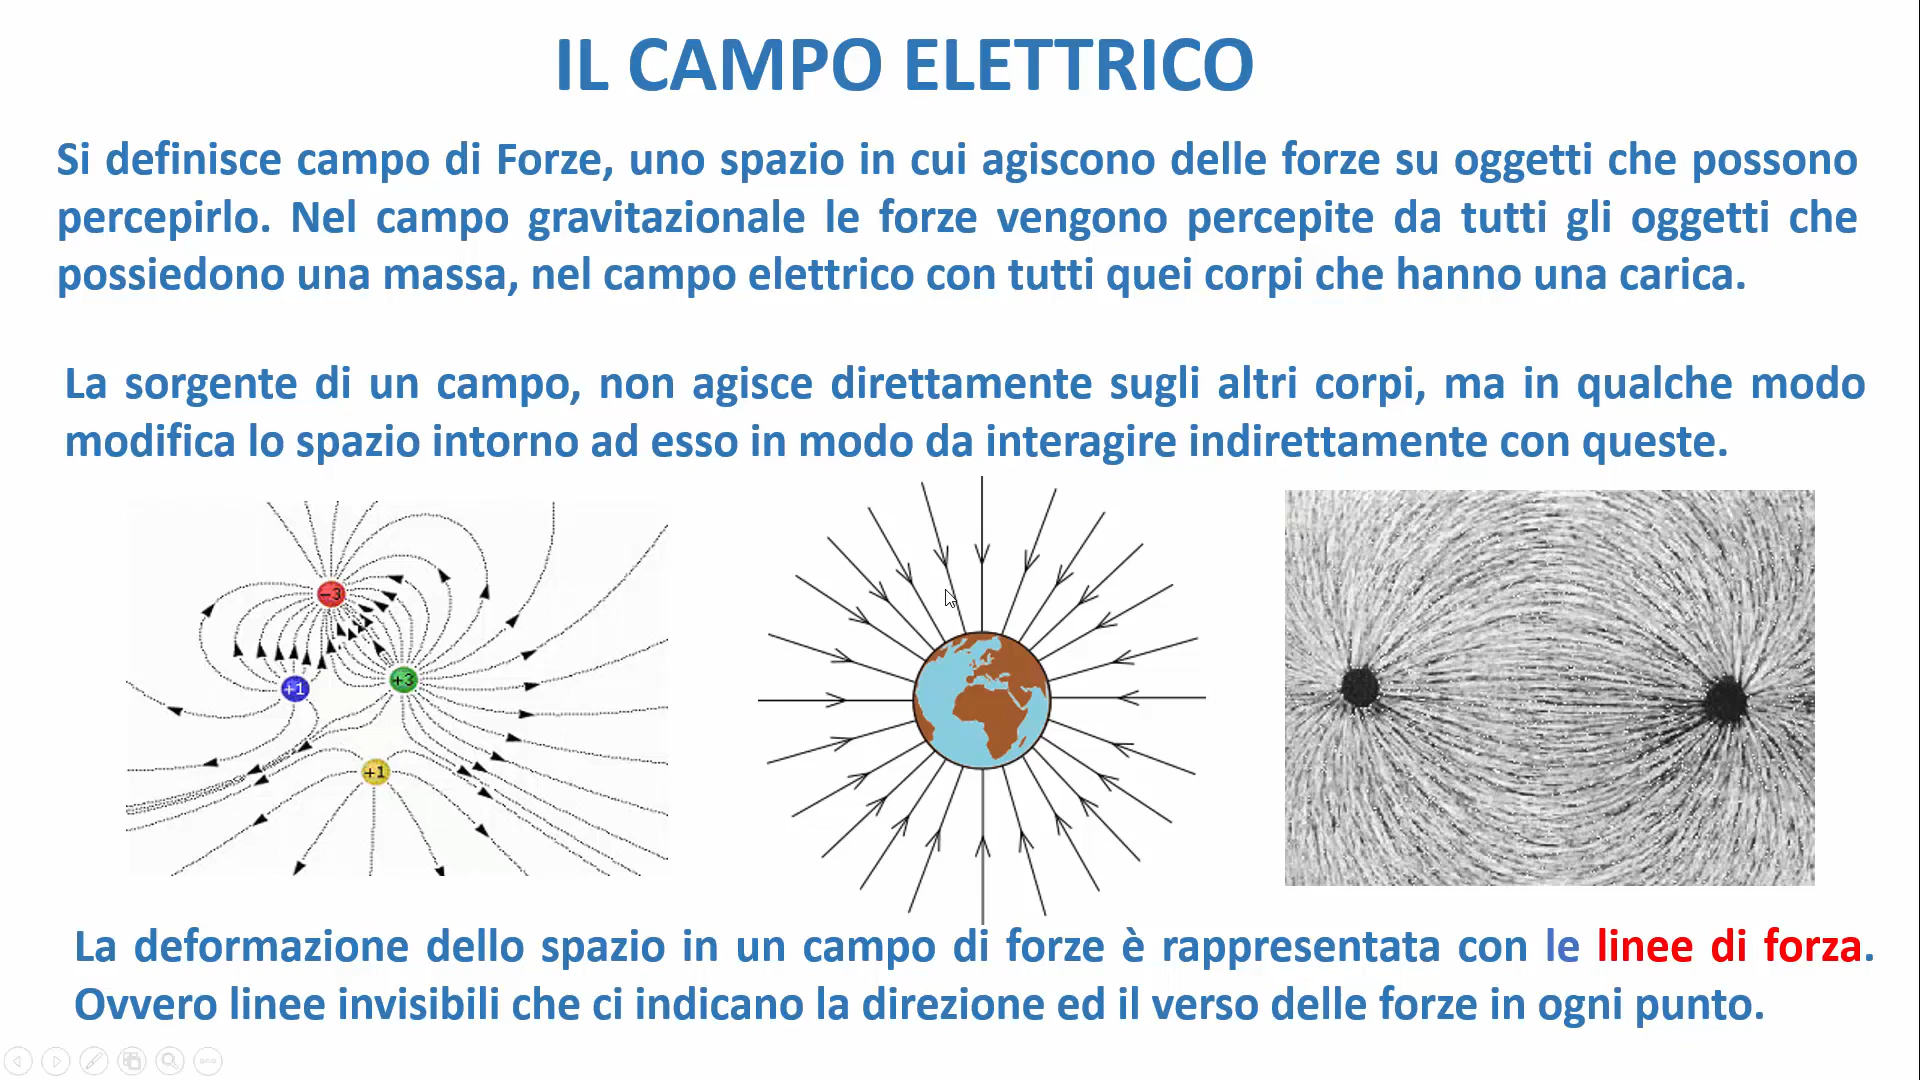 IL CAMPO ELETTRICO
Si definisce campo di Forze, uno spazio in cui agiscono delle forze su oggetti che possono
percepirlo. Nel campo gravitazionale le forze vengono percepite da tutti gli oggetti che
possiedono una massa, nel campo elettrico con tutti quei corpi che hanno una carica.
La sorgente di un campo, non agisce direttamente sugli altri corpi, ma in qualche modo
modifica lo spazio intorno ad esso in modo da interagire indirettamente con queste.
−3
+3
+1
+1
La deformazione dello spazio in un campo di forze è rappresentata con le linee di forza.
Ovvero linee invisibili che ci indicano la direzione ed il verso delle forze in ogni punto.